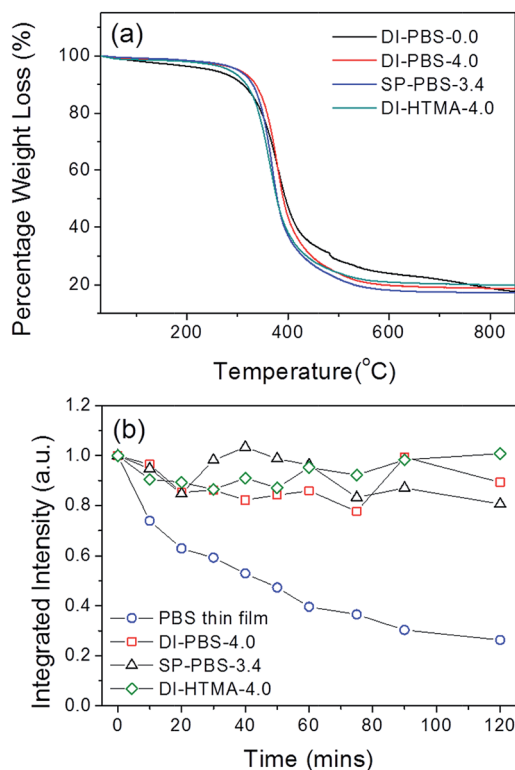 (a)
DI-PBS-0.0
DI-PBS-4.0
SP-PBS-3.4
DI-HTMA-4.0
Percentage Weight Loss (%)
100
80
60
40
20
200
400
600
800
Temperature(°C)
(b)
Integrated Intensity (a.u.)
1.2
1.0
0.8
0.6
0.4
0.2
0.0
PBS thin film
DI-PBS-4.0
SP-PBS-3.4
DI-HTMA-4.0
0
20
40
60
80
100
120
Time (mins)